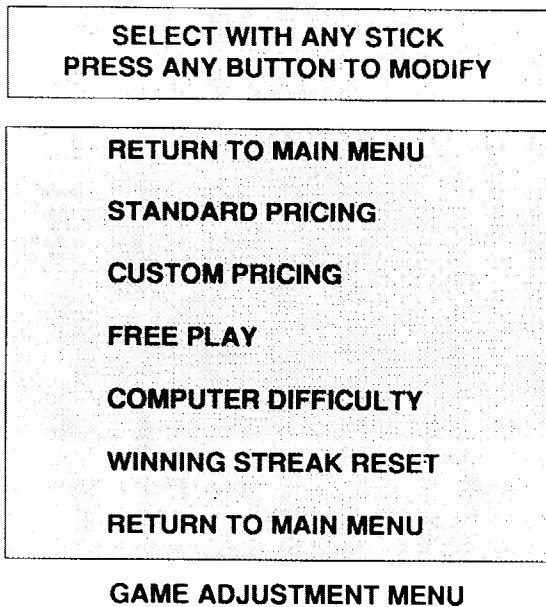 SELECT WITH ANY STICK
PRESS ANY BUTTON TO MODIFY
RETURN TO MAIN MENU
STANDARD PRICING
CUSTOM PRICING
FREE PLAY
COMPUTER DIFFICULTY
WINNING STREAK RESET
RETURN TO MAIN MENU
GAME ADJUSTMENT MENU